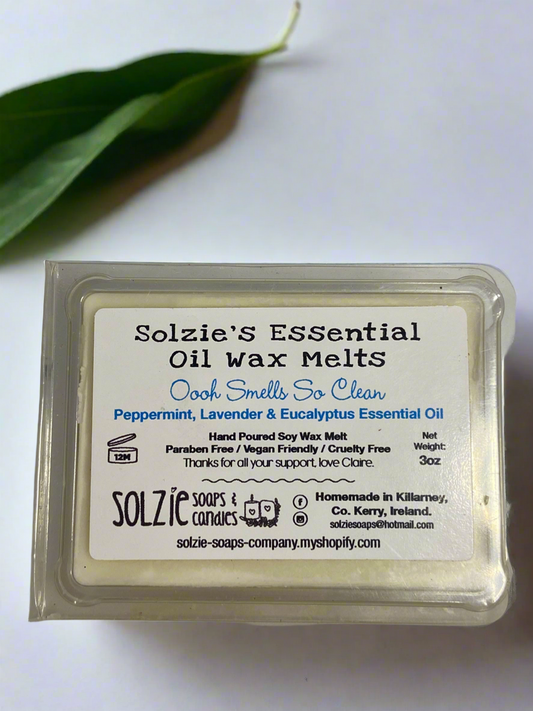 Solzie's Essential
Oil Wax Melts
Oooh Smells So Clean
Peppermint, Lavender & Eucalyptus Essential Oil
12M
Hand Poured Soy Wax Melt
Paraben Free / Vegan Friendly / Cruelty Free
Thanks for all your support, love Claire.
Net
Weight:
3oz
SOLZIE SOAPS & CANDLES
Homemade in Killarney,
Co. Kerry, Ireland.
solziesoaps@hotmail.com
solzie-soaps-company.myshopify.com